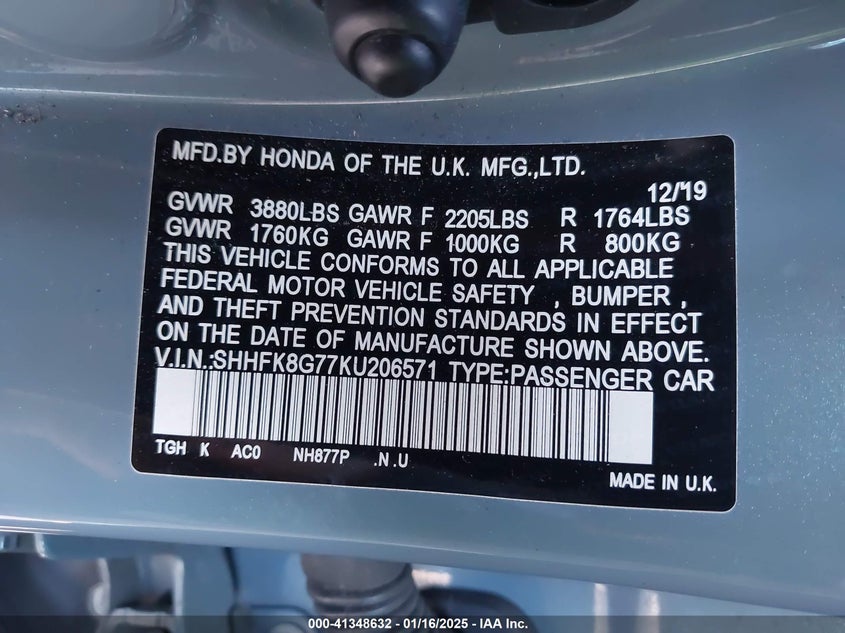 MFD.BY HONDA OF THE U.K. MFG.,LTD.
12/'19
GVWR 3880LBS GAWR F 2205LBS R 1764LBS
GVWR 1760KG GAWR F 1000KG R 800KG
THIS VEHICLE CONFORMS TO ALL APPLICABLE
FEDERAL MOTOR VEHICLE SAFETY , BUMPER ,
AND THEFT PREVENTION STANDARDS IN EFFECT
ON THE DATE OF MANUFACTURE SHOWN ABOVE.
V.I.N.:SHHFK8G77KU206571 TYPE:PASSENGER CAR
TGH K AC0 NH877P .N .U
MADE IN U.K.
000-41348632 - 01/16/2025 - IAA Inc.